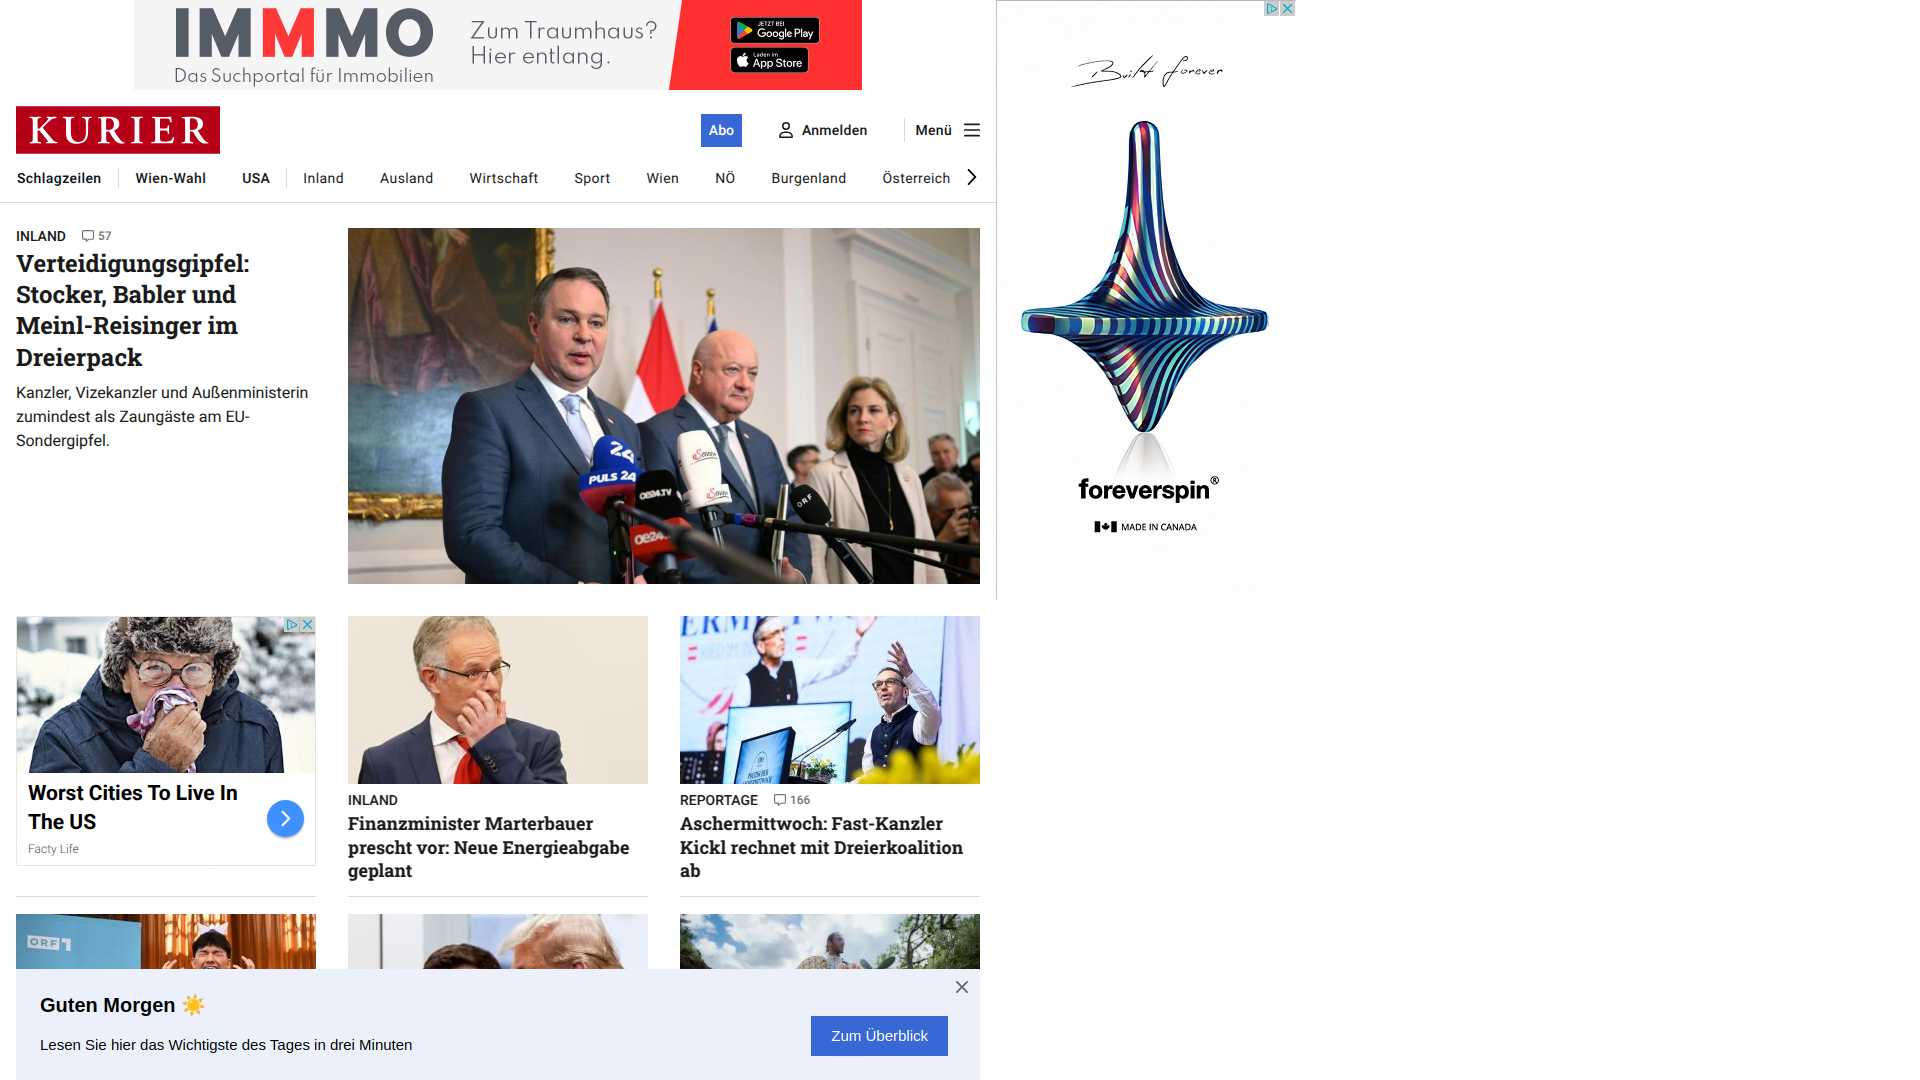 IMMMO
Das Suchportal für Immobilien
Zum Traumhaus?
Hier entlang.
JETZT BEI
Google Play
Laden im
App Store
Built forever
foreverspin®
MADE IN CANADA
KURIER
Abo
Anmelden
Menü
Schlagzeilen
Wien-Wahl
USA
Inland
Ausland
Wirtschaft
Sport
Wien
NÖ
Burgenland
Österreich
INLAND 57
Verteidigungsgipfel:
Stocker, Babler und
Meinl-Reisinger im
Dreierpack
Kanzler, Vizekanzler und Außenministerin
zumindest als Zaungäste am EU-
Sondergipfel.
24
PULS 24
oe24.TV
oe24
ORF
Worst Cities To Live In
The US
Facty Life
INLAND
Finanzminister Marterbauer
prescht vor: Neue Energieabgabe
geplant
REPORTAGE 166
Aschermittwoch: Fast-Kanzler
Kickl rechnet mit Dreierkoalition
ab
ORF 1
Guten Morgen ☀️
Lesen Sie hier das Wichtigste des Tages in drei Minuten
Zum Überblick